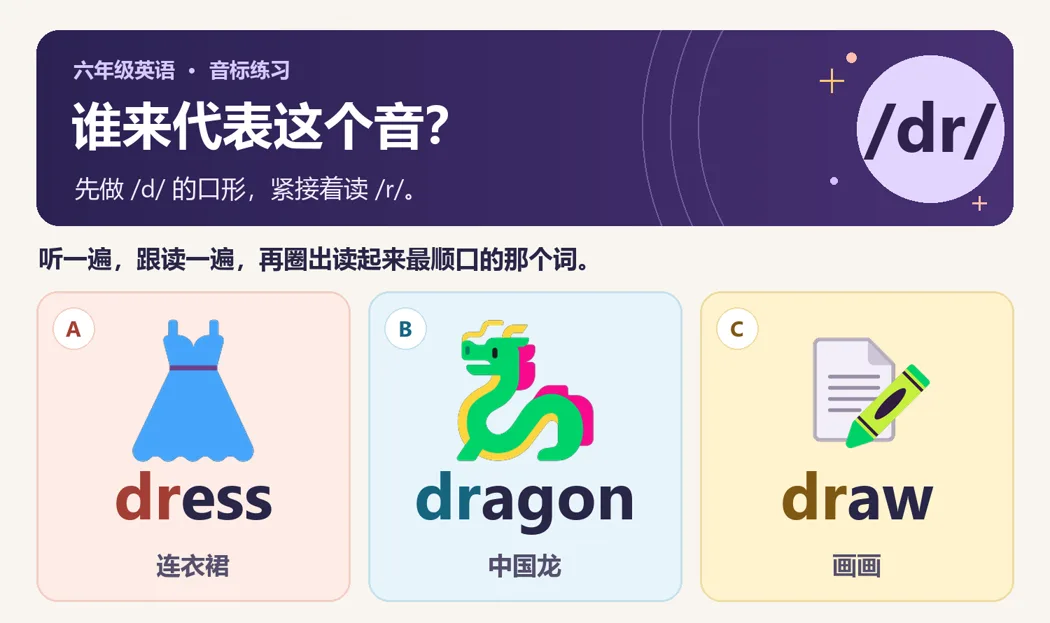 六年级英语 · 音标练习
谁来代表这个音？
先做 /d/ 的口形，紧接着读 /r/。
/dr/
听一遍，跟读一遍，再圈出读起来最顺口的那个词。
A
dress
连衣裙
B
dragon
中国龙
C
draw
画画